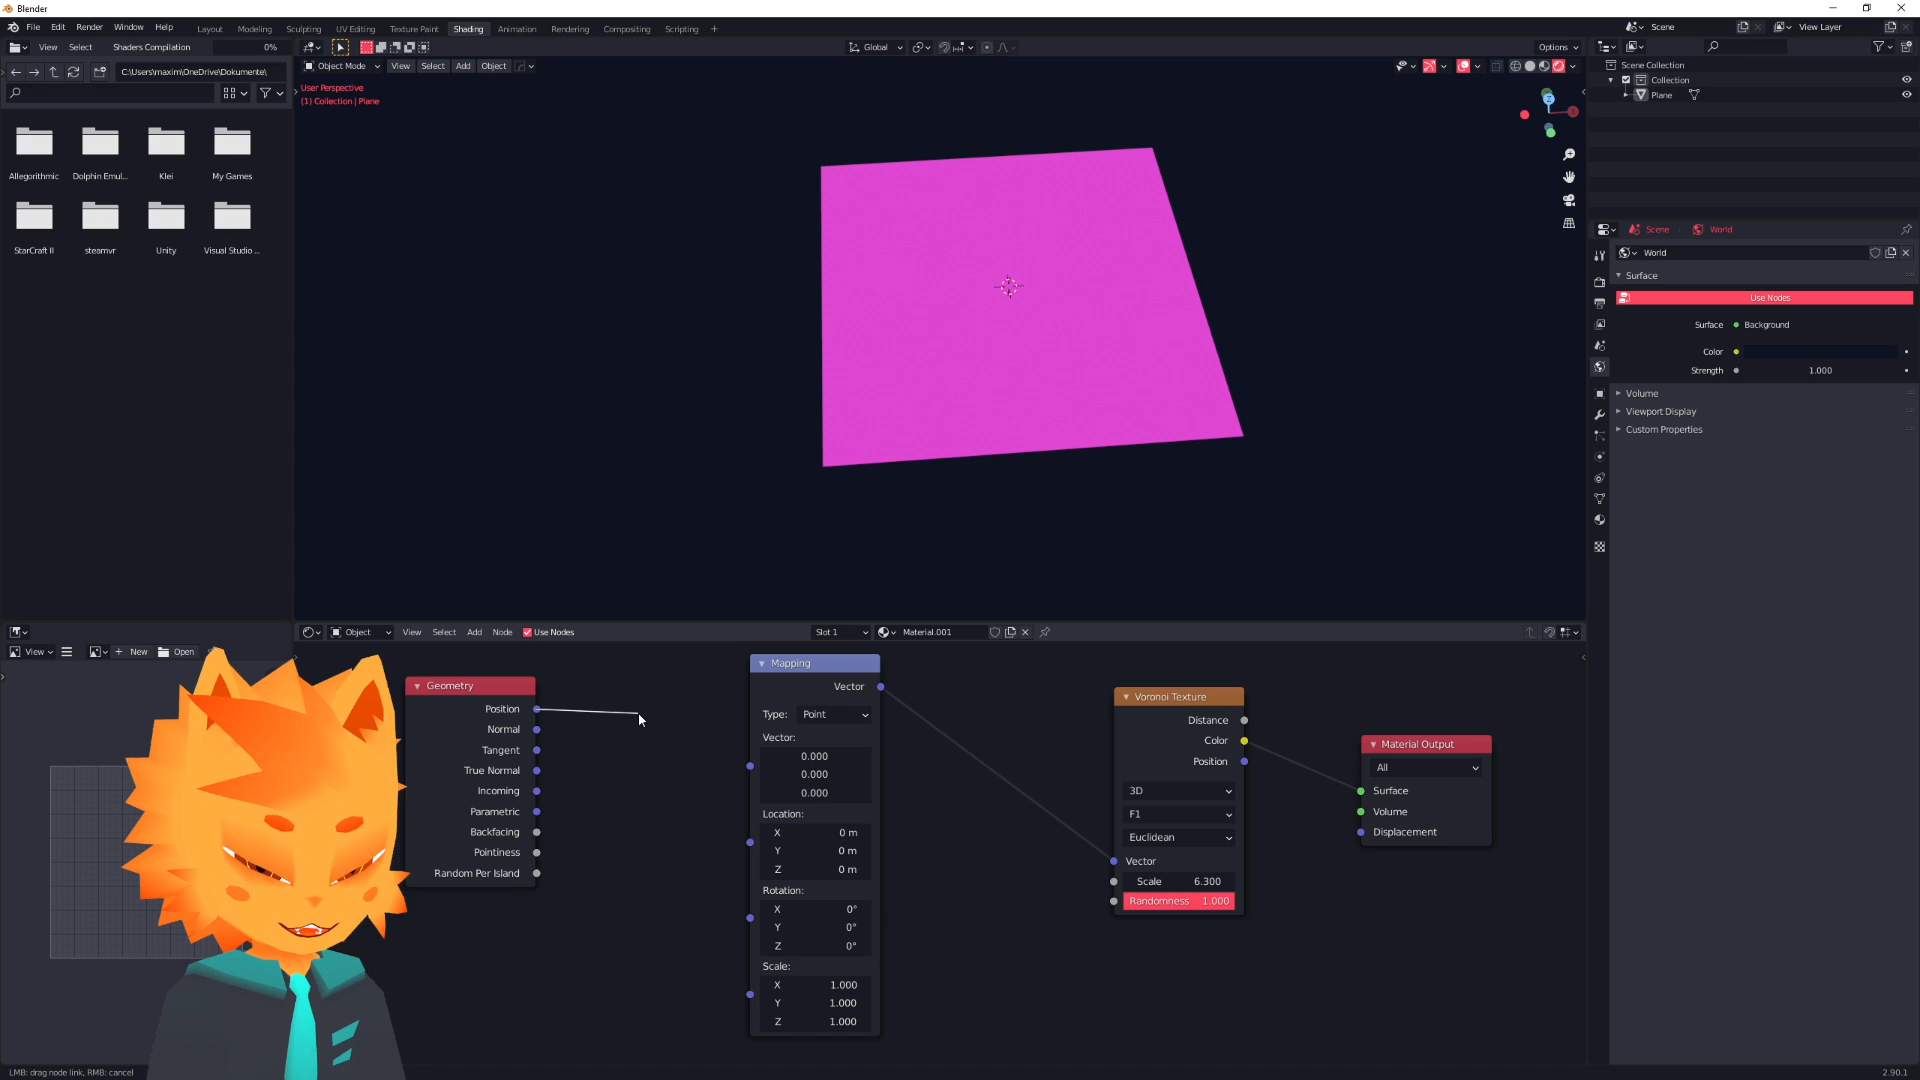 Blender
File Edit Render Window Help Layout Modeling Sculpting UV Editing Texture Paint Shading Animation Rendering Compositing Scripting + Scene View Layer
View Select Shaders Compilation 0% Global Options
C:\Users\maxim\OneDrive\Dokumente\ Object Mode View Select Add Object
User Perspective
(1) Collection | Plane
Allegorithmic Dolphin Emul... Klei My Games
StarCraft II steamvr Unity Visual Studio ...
Z
X
Scene Collection
Collection
Plane
Scene World
World
Surface
Use Nodes
Surface Background
Color
Strength 1.000
Volume
Viewport Display
Custom Properties
Object View Select Add Node Use Nodes Slot 1 Material.001
View + New Open
Geometry
Position
Normal
Tangent
True Normal
Incoming
Parametric
Backfacing
Pointiness
Random Per Island
Mapping
Vector
Type: Point
Vector:
0.000
0.000
0.000
Location:
X 0 m
Y 0 m
Z 0 m
Rotation:
X 0°
Y 0°
Z 0°
Scale:
X 1.000
Y 1.000
Z 1.000
Voronoi Texture
Distance
Color
Position
3D
F1
Euclidean
Vector
Scale 6.300
Randomness 1.000
Material Output
All
Surface
Volume
Displacement
LMB: drag node link, RMB: cancel
2.90.1